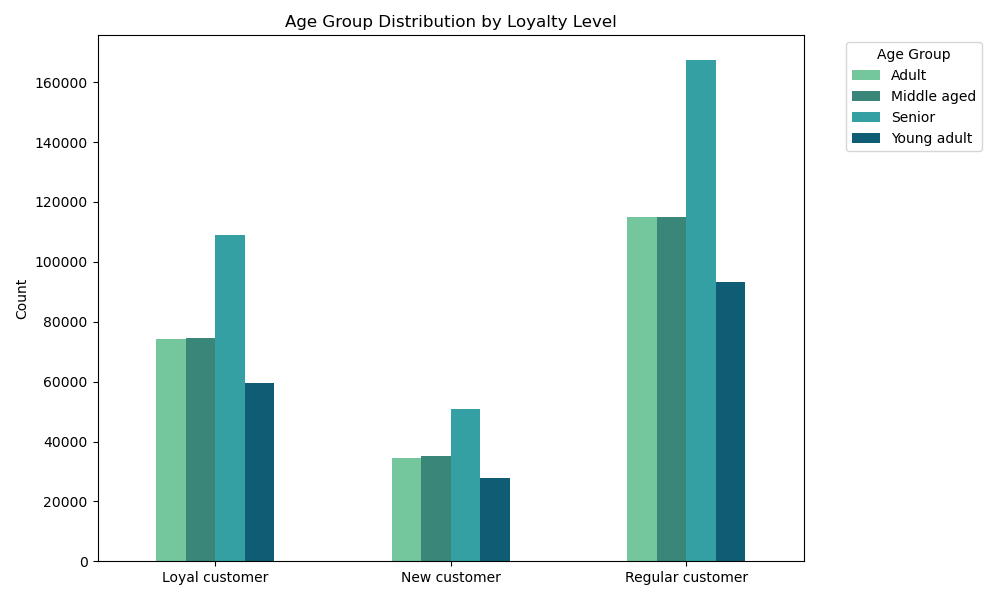 Age Group Distribution by Loyalty Level
Age Group
Adult
Middle aged
Senior
Young adult
Count
160000
140000
120000
100000
80000
60000
40000
20000
0
Loyal customer
New customer
Regular customer